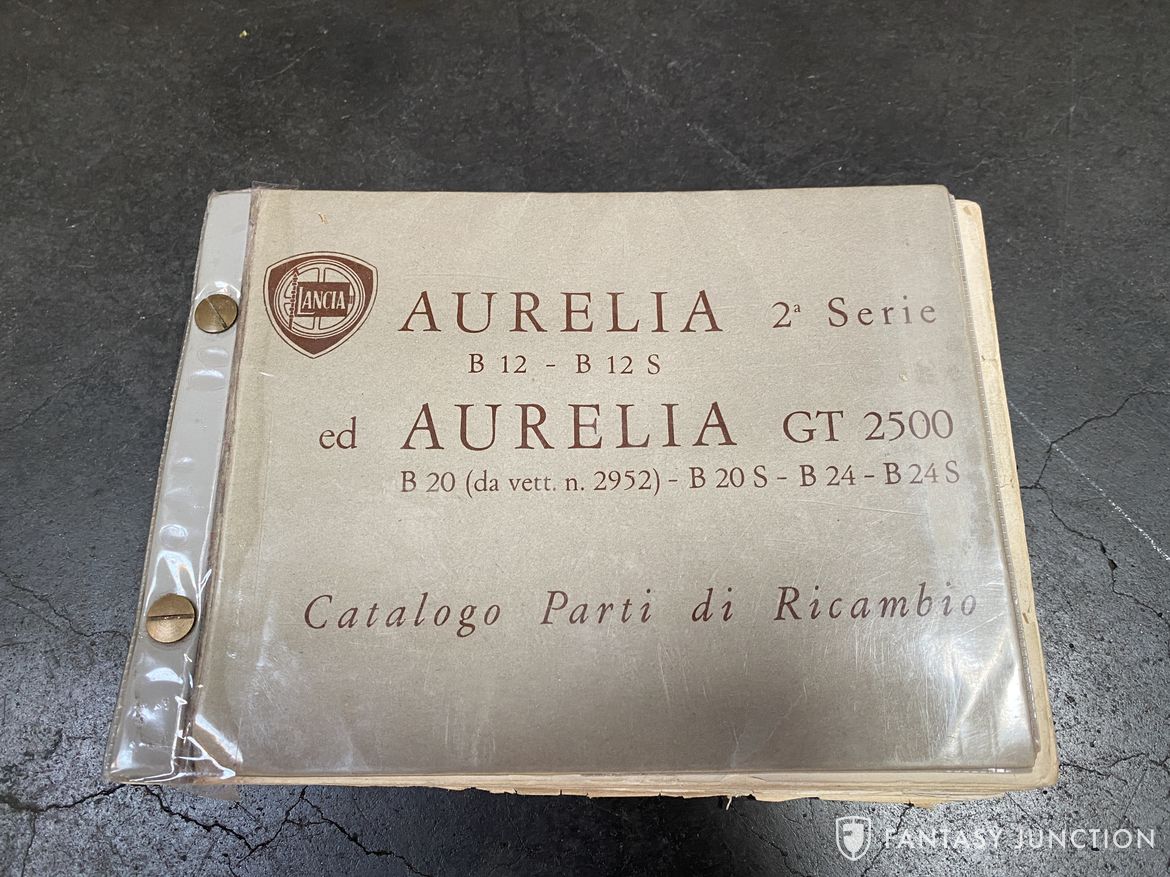 LANCIA
AURELIA 2ª Serie
B 12 - B 12 S
ed AURELIA GT 2500
B 20 (da vett. n. 2952) - B 20 S - B 24 - B 24 S
Catalogo Parti di Ricambio
FANTASY JUNCTION